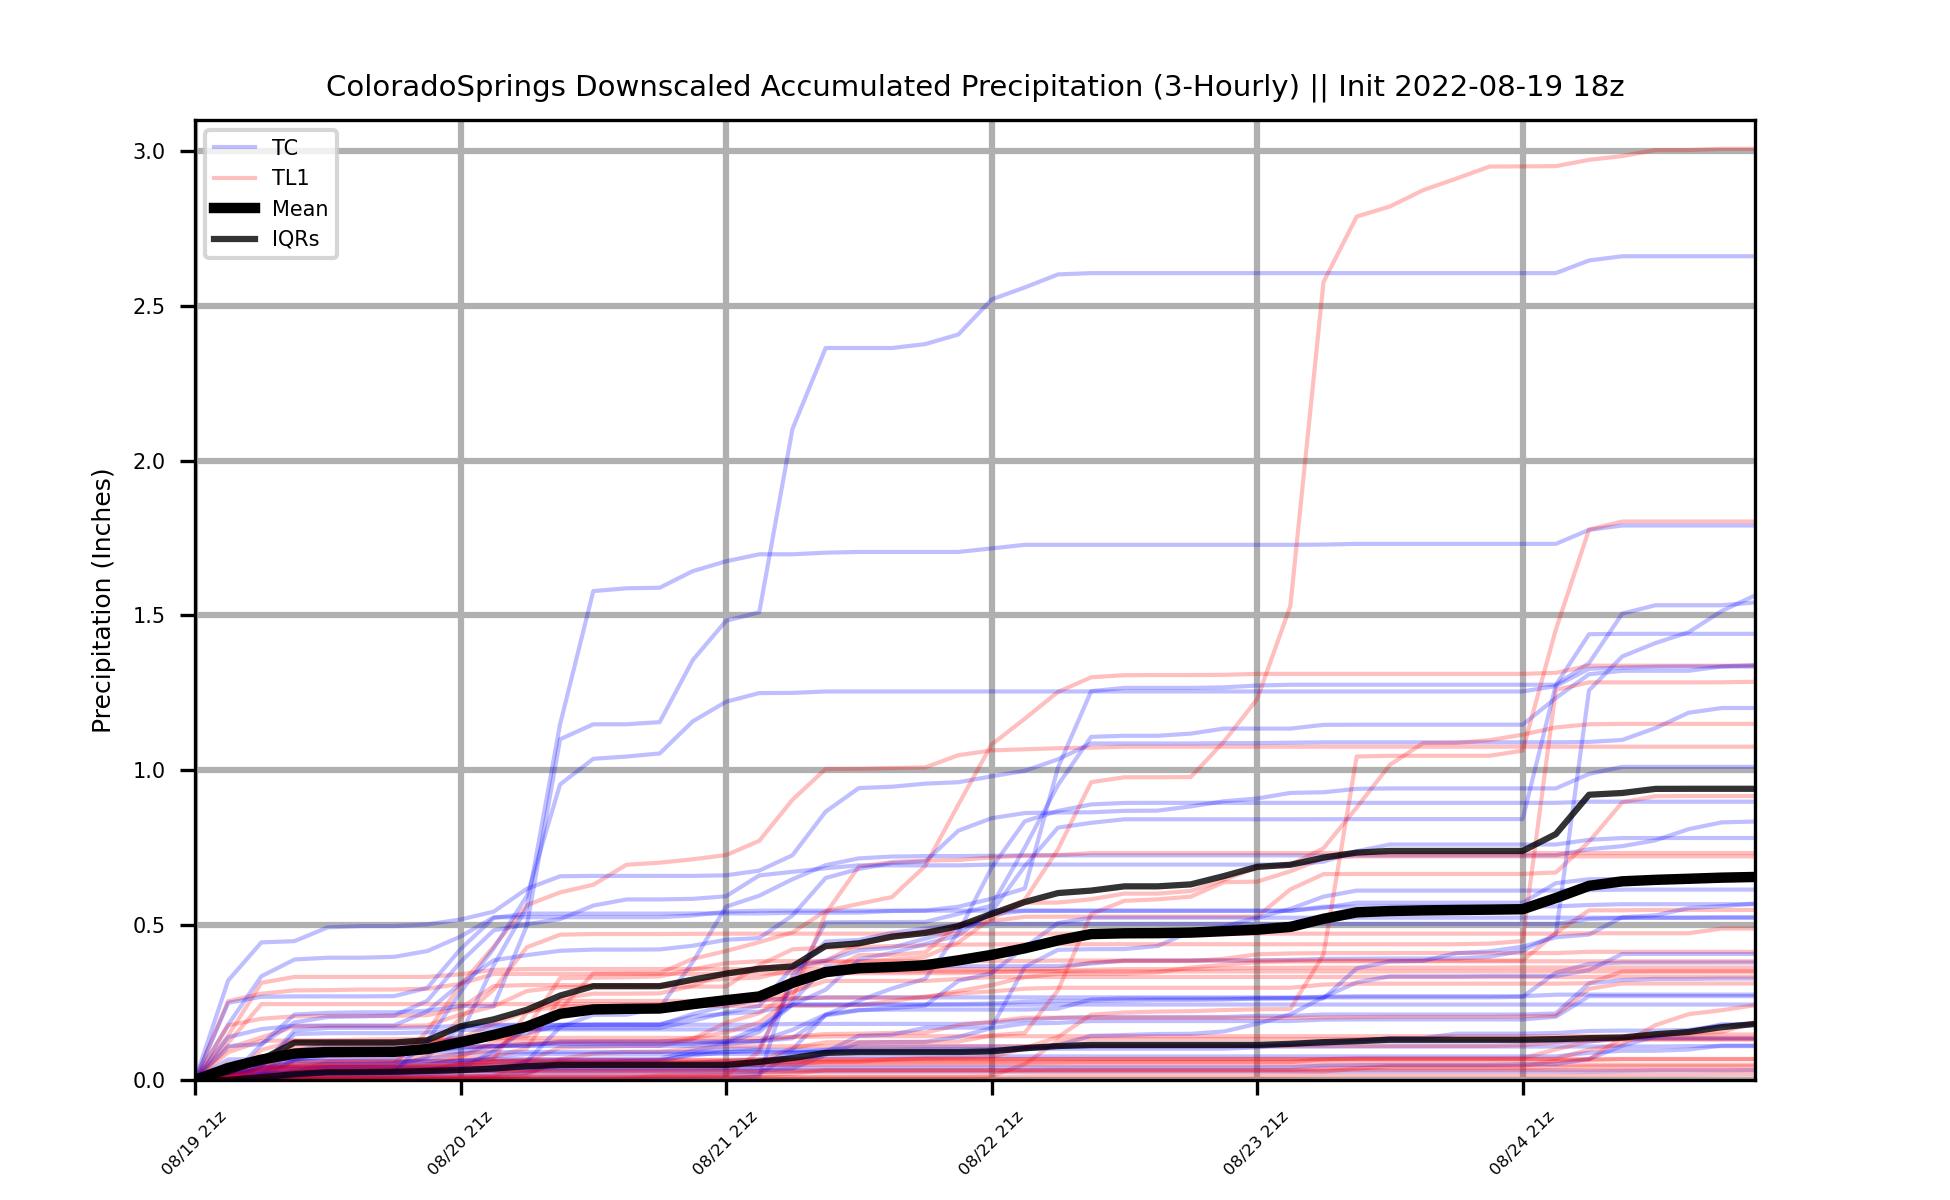 ColoradoSprings Downscaled Accumulated Precipitation (3-Hourly) || Init 2022-08-19 18z
TC
TL1
Mean
IQRs
Precipitation (Inches)
3.0
2.5
2.0
1.5
1.0
0.5
0.0
08/19 21z
08/20 21z
08/21 21z
08/22 21z
08/23 21z
08/24 21z